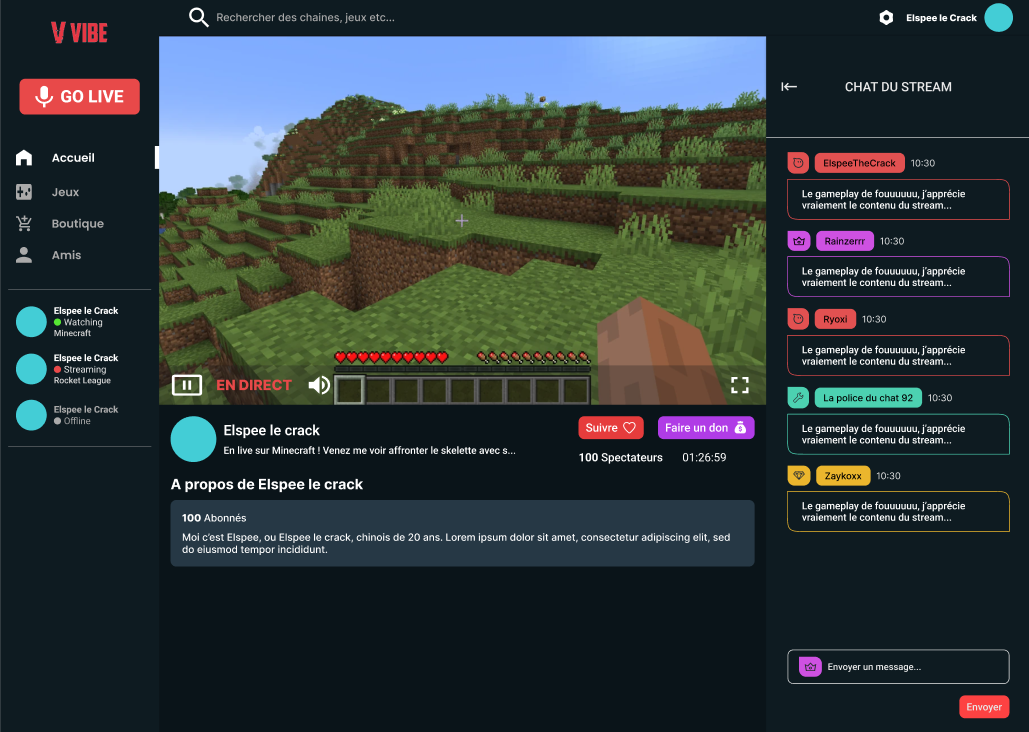 VIBE
Rechercher des chaines, jeux etc...
Elspee le Crack
GO LIVE
Accueil
Jeux
Boutique
Amis
Elspee le Crack
Watching
Minecraft
Elspee le Crack
Streaming
Rocket League
Elspee le Crack
Offline
EN DIRECT
Elspee le crack
En live sur Minecraft ! Venez me voir affronter le skelette avec s...
Suivre
Faire un don
100 Spectateurs
01:26:59
A propos de Elspee le crack
100 Abonnés
Moi c'est Elspee, ou Elspee le crack, chinois de 20 ans. Lorem ipsum dolor sit amet, consectetur adipiscing elit, sed
do eiusmod tempor incididunt.
CHAT DU STREAM
ElspeeTheCrack 10:30
Le gameplay de fouuuuuu, j'apprécie
vraiement le contenu du stream...
Rainzerrr 10:30
Le gameplay de fouuuuuu, j'apprécie
vraiement le contenu du stream...
Ryoxi 10:30
Le gameplay de fouuuuuu, j'apprécie
vraiement le contenu du stream...
La police du chat 92 10:30
Le gameplay de fouuuuuu, j'apprécie
vraiement le contenu du stream...
Zaykoxx 10:30
Le gameplay de fouuuuuu, j'apprécie
vraiement le contenu du stream...
Envoyer un message...
Envoyer